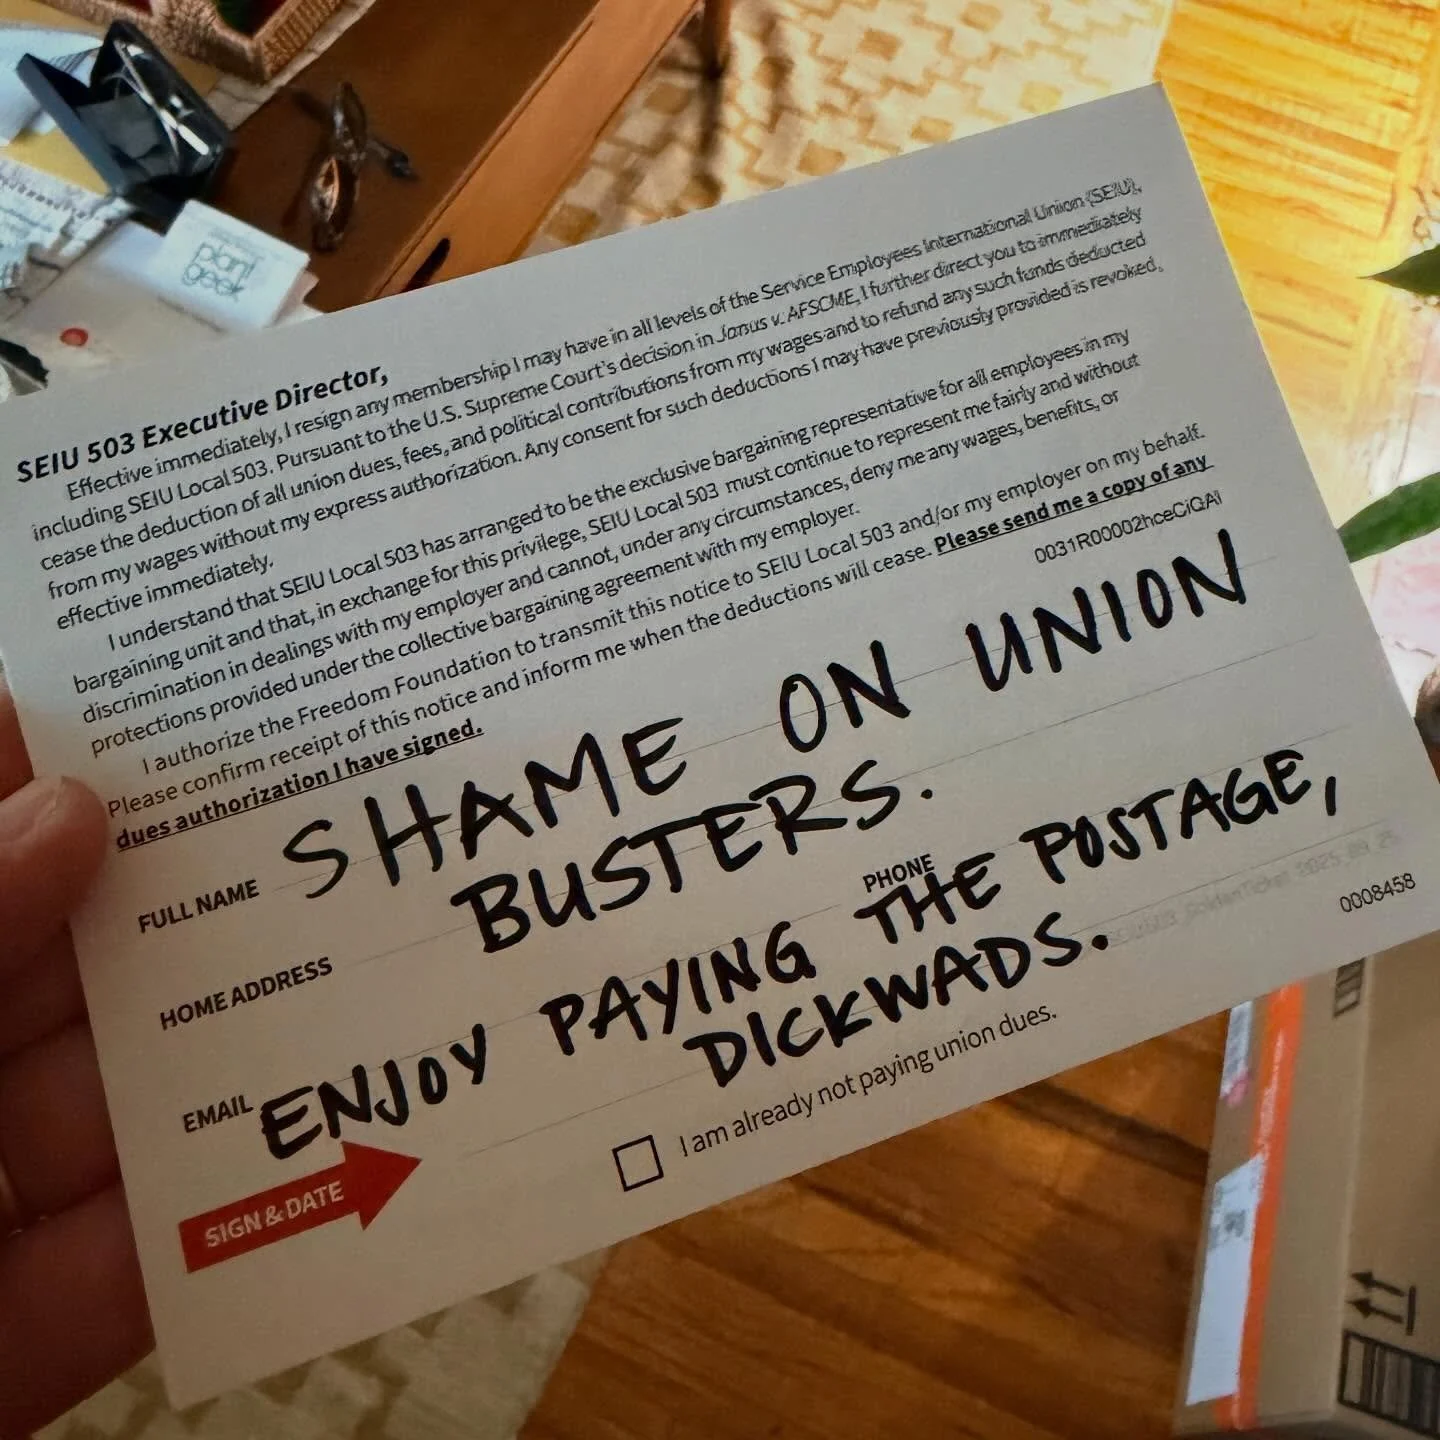 plant
geek
SEIU 503 Executive Director,
Effective immediately, I resign any membership I may have in all levels of the Service Employees International Union (SEIU),
including SEIU Local 503. Pursuant to the U.S. Supreme Court's decision in Janus v. AFSCME, I further direct you to immediately
cease the deduction of all union dues, fees, and political contributions from my wages and to refund any such funds deducted
from my wages without my express authorization. Any consent for such deductions I may have previously provided is revoked,
effective immediately.
I understand that SEIU Local 503 has arranged to be the exclusive bargaining representative for all employees in my
bargaining unit and that, in exchange for this privilege, SEIU Local 503 must continue to represent me fairly and without
discrimination in dealings with my employer and cannot, under any circumstances, deny me any wages, benefits, or
protections provided under the collective bargaining agreement with my employer.
I authorize the Freedom Foundation to transmit this notice to SEIU Local 503 and/or my employer on my behalf.
Please confirm receipt of this notice and inform me when the deductions will cease. Please send me a copy of any
dues authorization I have signed.
0031R00002hceCiQAI
FULL NAME SHAME ON UNION
HOME ADDRESS BUSTERS.
PHONE
EMAIL ENJOY PAYING THE POSTAGE,
DICKWADS.
0008458
SIGN & DATE
I am already not paying union dues.